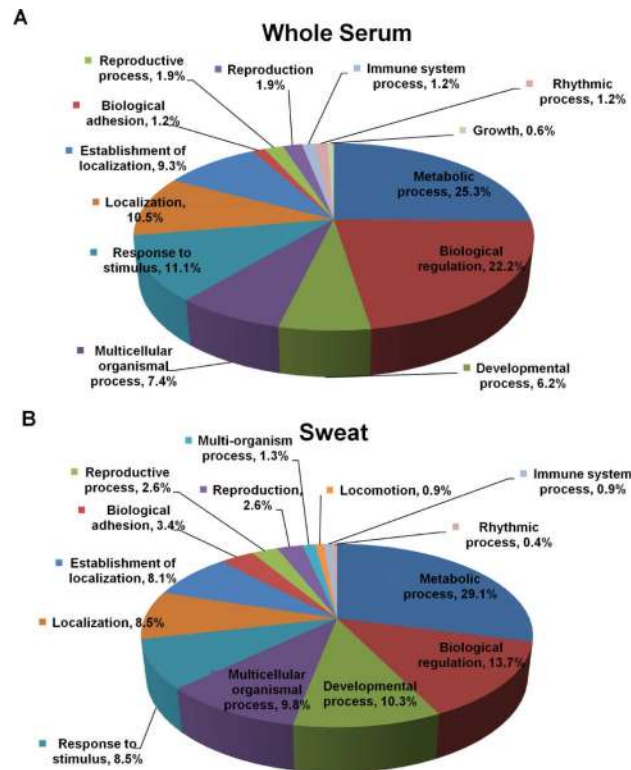 A
Whole Serum
Reproductive
process, 1.9%
Reproduction
1.9%
Immune system
process, 1.2%
Rhythmic
process, 1.2%
Biological
adhesion, 1.2%
Growth, 0.6%
Establishment of
localization, 9.3%
Metabolic
process, 25.3%
Localization,
10.5%
Response to
stimulus, 11.1%
Biological
regulation, 22.2%
Multicellular
organismal
process, 7.4%
Developmental
process, 6.2%
B
Sweat
Multi-organism
process, 1.3%
Reproductive
process, 2.6%
Reproduction,
2.6%
Locomotion, 0.9%
Immune system
process, 0.9%
Biological
adhesion, 3.4%
Rhythmic
process, 0.4%
Establishment of
localization, 8.1%
Metabolic
process, 29.1%
Localization, 8.5%
Biological
regulation, 13.7%
Multicellular
organismal
process, 9.8%
Developmental
process, 10.3%
Response to
stimulus, 8.5%